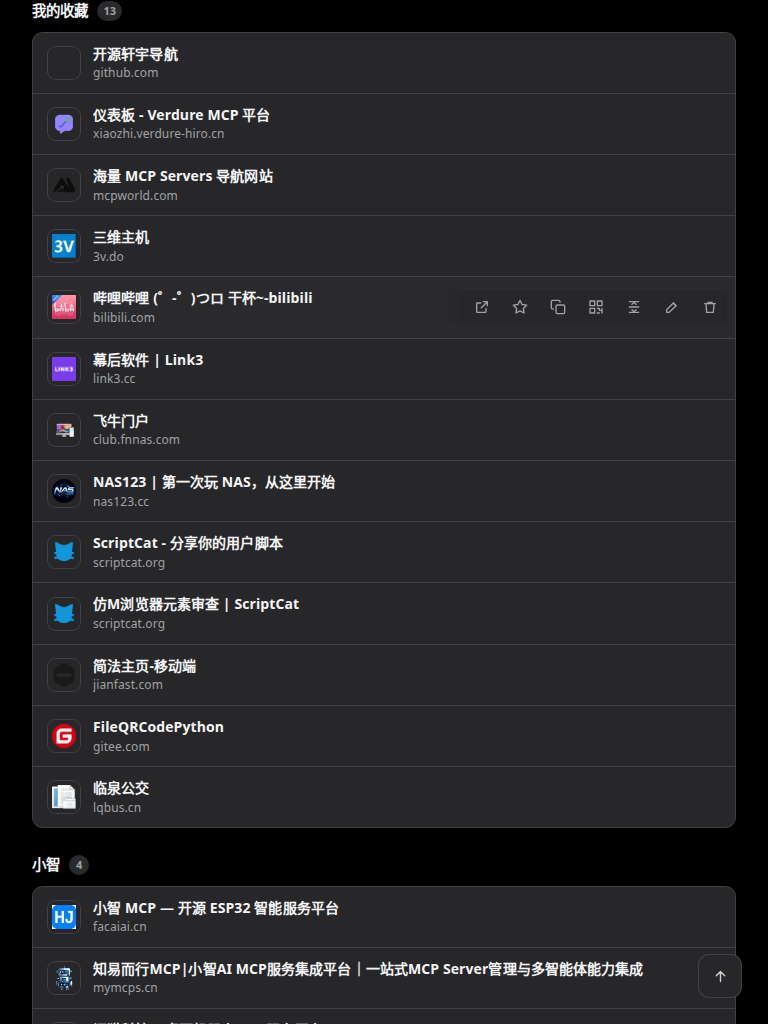 我的收藏 13
开源轩宇导航
github.com
仪表板 - Verdure MCP 平台
xiaozhi.verdure-hiro.cn
海量 MCP Servers 导航网站
mcpworld.com
3V
三维主机
3v.do
bilibili
哔哩哔哩 (゜-゜)つロ 干杯~-bilibili
bilibili.com
LINK3
幕后软件 | Link3
link3.cc
飞牛门户
club.fnnas.com
NAS
NAS123 | 第一次玩 NAS，从这里开始
nas123.cc
ScriptCat - 分享你的用户脚本
scriptcat.org
仿M浏览器元素审查 | ScriptCat
scriptcat.org
简法主页-移动端
jianfast.com
G
FileQRCodePython
gitee.com
临泉公交
lqbus.cn
小智 4
HJ
小智 MCP — 开源 ESP32 智能服务平台
facaiai.cn
知易而行MCP|小智AI MCP服务集成平台｜一站式MCP Server管理与多智能体能力集成
mymcps.cn